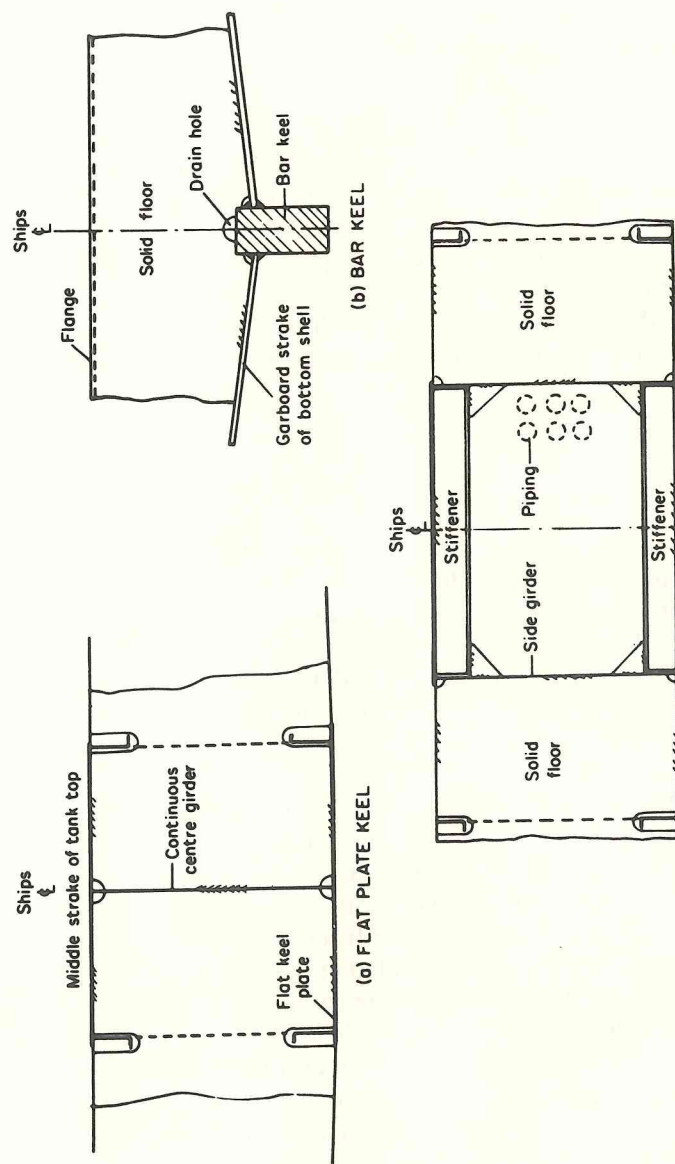 Ships
℄
Middle strake of tank top
Continuous
centre girder
Flat keel
plate
(a) FLAT PLATE KEEL
Ships
℄
Flange
Solid floor
Drain hole
Bar keel
Garboard strake
of bottom shell
(b) BAR KEEL
Ships
℄
Stiffener
Side girder
Piping
Solid
floor
Solid
floor
Stiffener